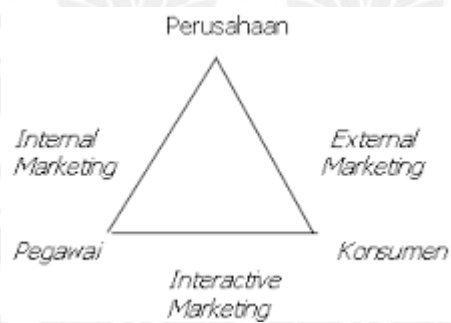 Perusahaan
Internal
Marketing
External
Marketing
Pegawai
Konsumen
Interactive
Marketing